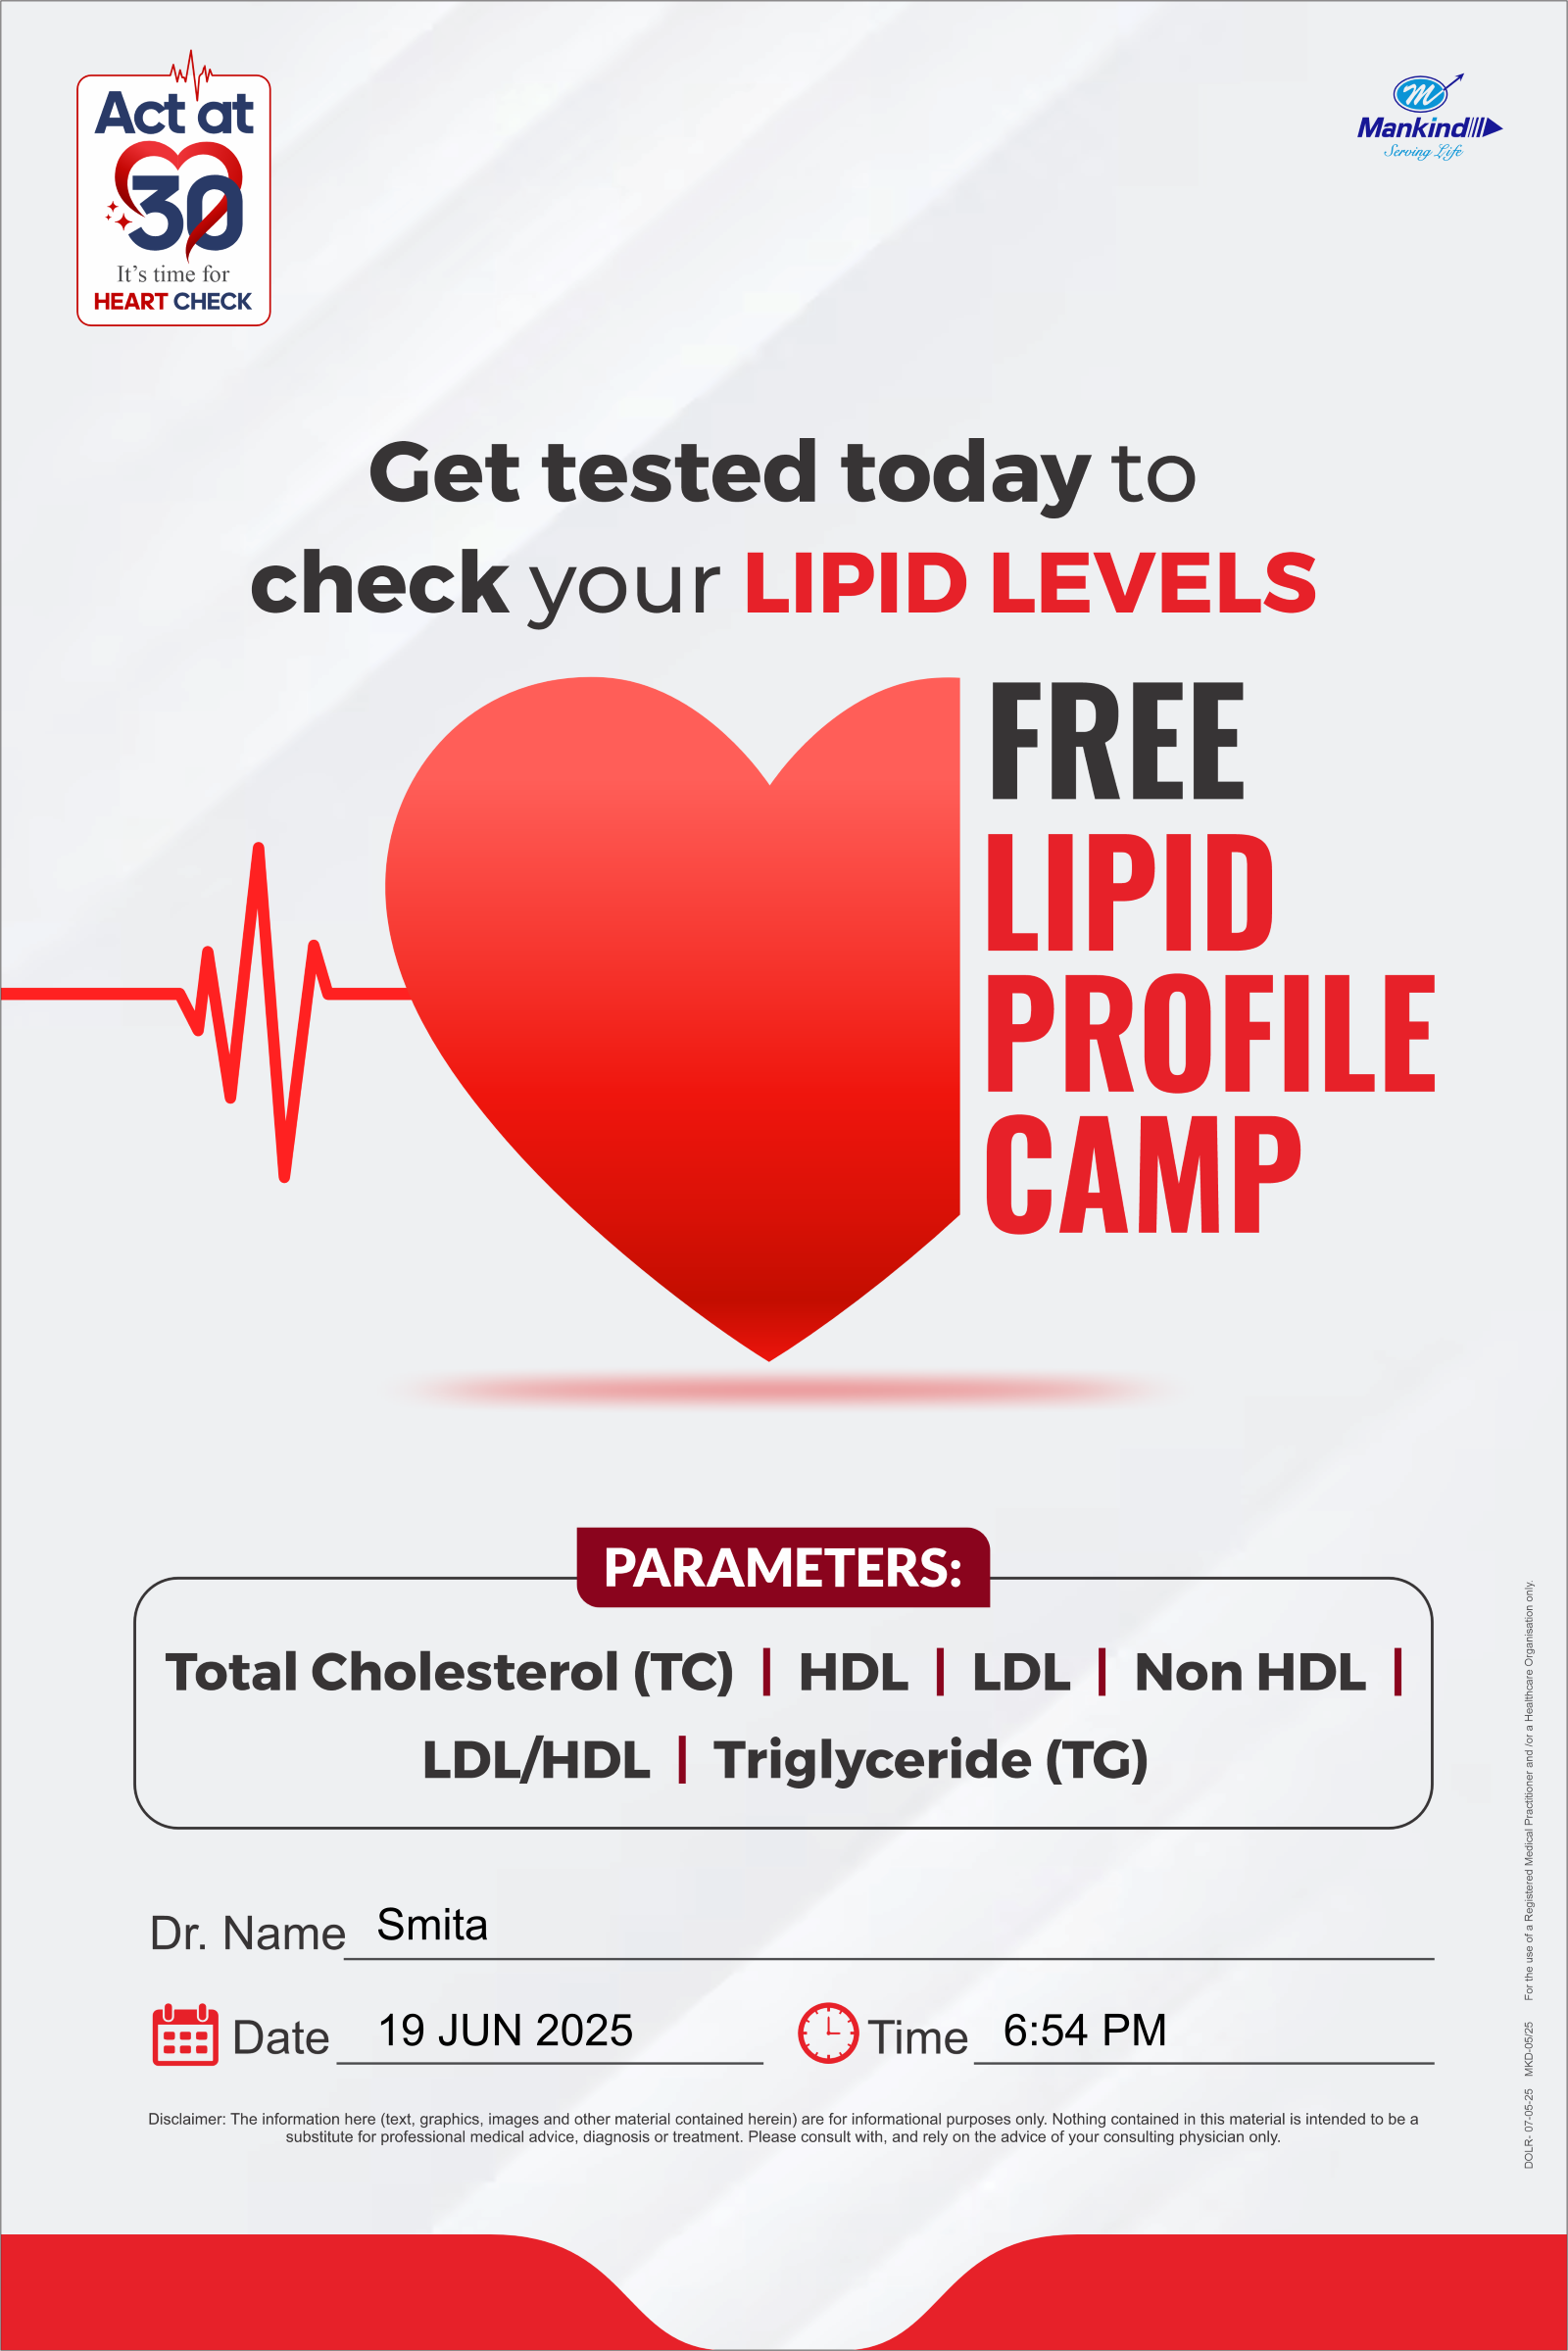 Act at
30
It's time for
HEART CHECK
m
Mankind
Serving Life
Get tested today to
check your LIPID LEVELS
FREE
LIPID
PROFILE
CAMP
PARAMETERS:
Total Cholesterol (TC) | HDL | LDL | Non HDL |
LDL/HDL | Triglyceride (TG)
Dr. Name Smita
Date 19 JUN 2025 Time 6:54 PM
Disclaimer: The information here (text, graphics, images and other material contained herein) are for informational purposes only. Nothing contained in this material is intended to be a
substitute for professional medical advice, diagnosis or treatment. Please consult with, and rely on the advice of your consulting physician only.
DOLR- 07-05-25 MKD-05/25 For the use of a Registered Medical Practitioner and /or a Healthcare Organisation only.